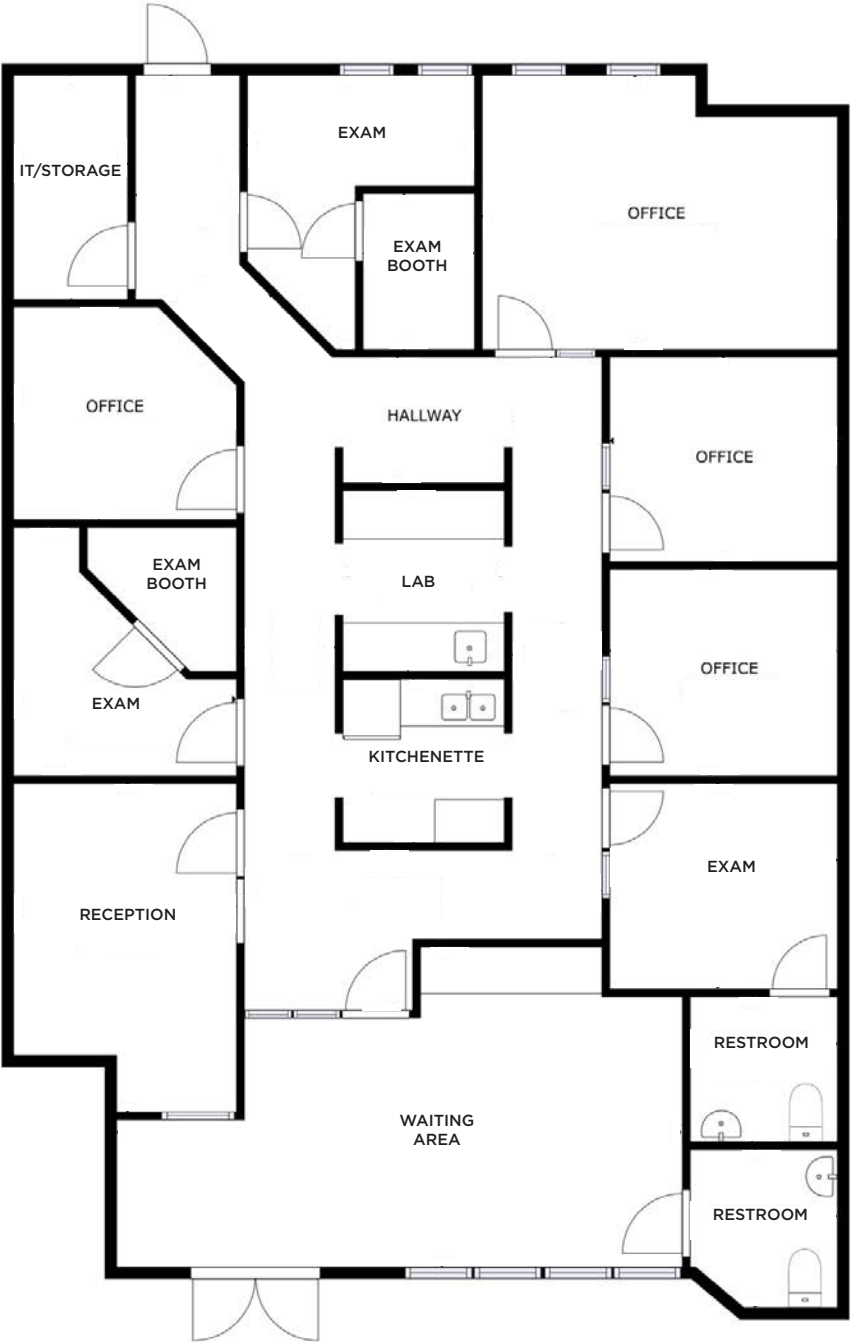 EXAM
IT/STORAGE
OFFICE
EXAM
BOOTH
OFFICE
HALLWAY
OFFICE
EXAM
BOOTH
LAB
OFFICE
EXAM
KITCHENETTE
EXAM
RECEPTION
RESTROOM
WAITING
AREA
RESTROOM